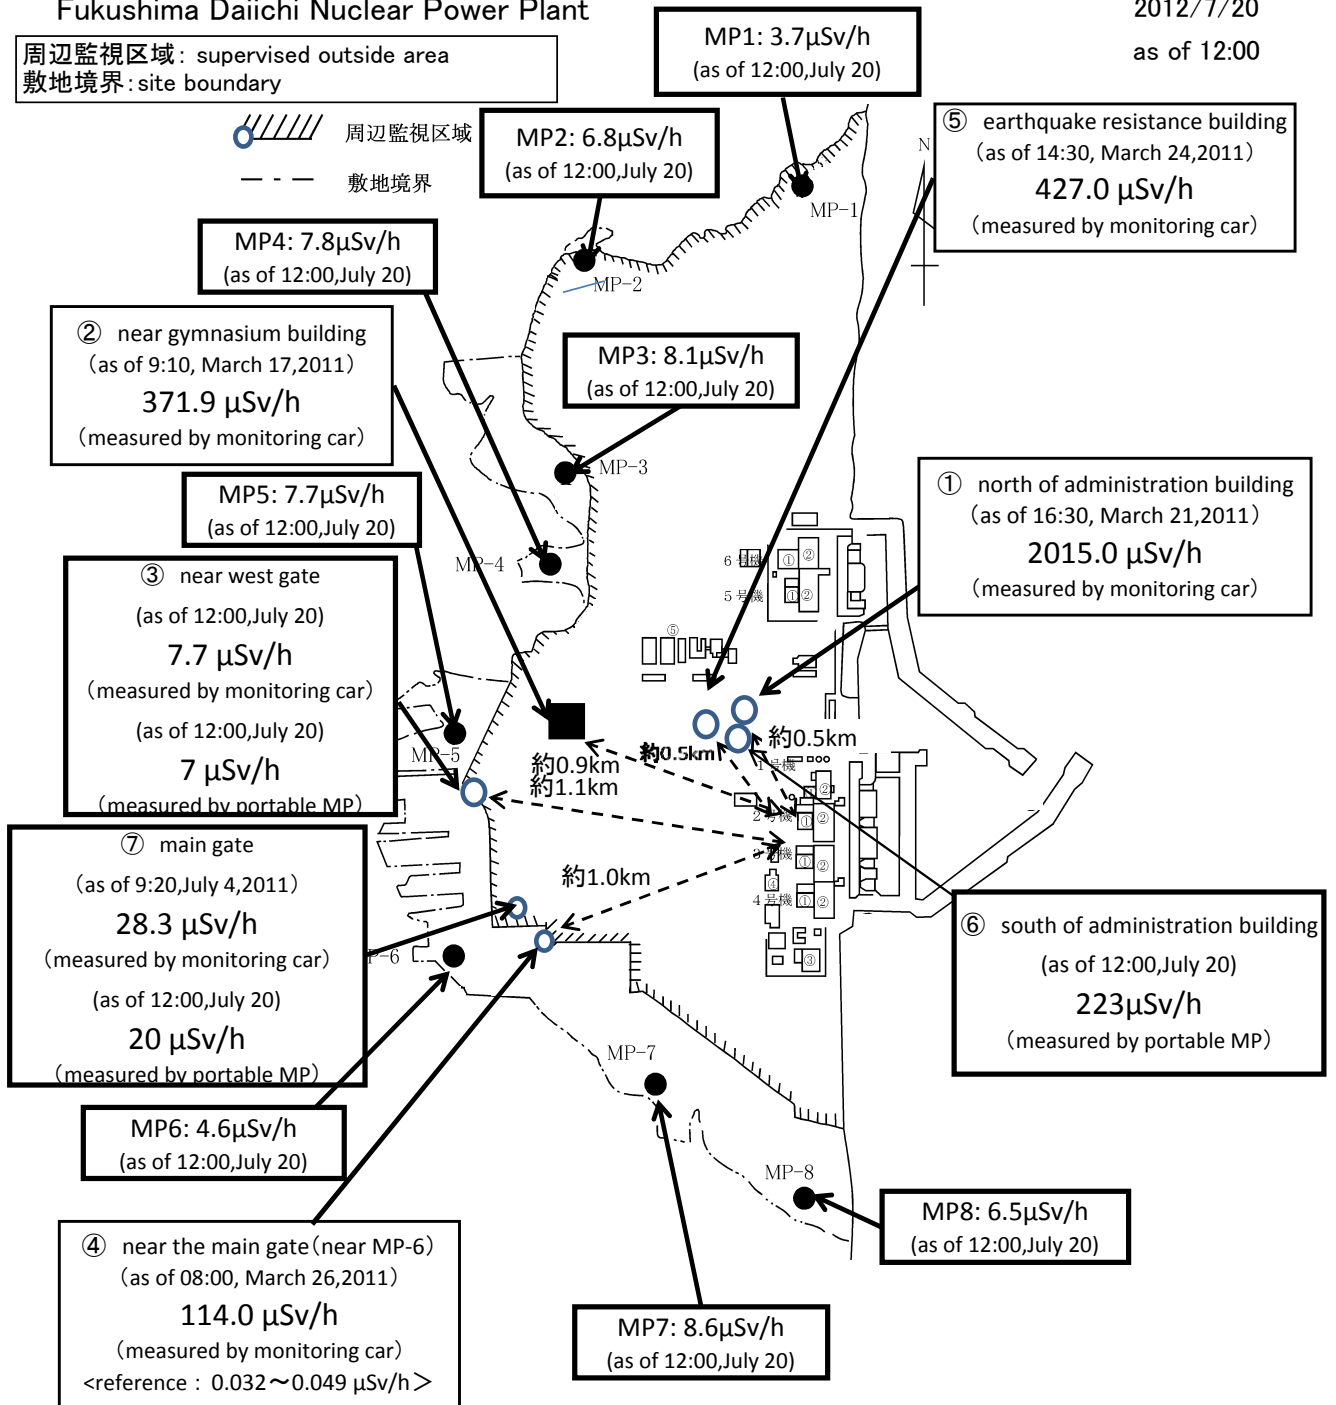 Fukushima Daiichi Nuclear Power Plant
2012/7/20
as of 12:00
周辺監視区域: supervised outside area
敷地境界:site boundary
周辺監視区域
敷地境界
MP1: 3.7μSv/h
(as of 12:00,July 20)
MP2: 6.8μSv/h
(as of 12:00,July 20)
⑤ earthquake resistance building
(as of 14:30, March 24,2011)
427.0 μSv/h
(measured by monitoring car)
N
MP-1
MP4: 7.8μSv/h
(as of 12:00,July 20)
MP-2
② near gymnasium building
(as of 9:10, March 17,2011)
371.9 μSv/h
(measured by monitoring car)
MP3: 8.1μSv/h
(as of 12:00,July 20)
MP-3
MP5: 7.7μSv/h
(as of 12:00,July 20)
① north of administration building
(as of 16:30, March 21,2011)
2015.0 μSv/h
(measured by monitoring car)
MP-4
③ near west gate
(as of 12:00,July 20)
7.7 μSv/h
(measured by monitoring car)
(as of 12:00,July 20)
7 μSv/h
(measured by portable MP)
6号機
① ②
5号機
① ②
⑤
MP-5
約0.9km
約1.1km
約0.5km
約0.5km
1号機
②
2号機
① ②
3号機
① ②
④
4号機
① ②
③
約1.0km
⑦ main gate
(as of 9:20,July 4,2011)
28.3 μSv/h
(measured by monitoring car)
(as of 12:00,July 20)
20 μSv/h
(measured by portable MP)
P-6
⑥ south of administration building
(as of 12:00,July 20)
223μSv/h
(measured by portable MP)
MP-7
MP6: 4.6μSv/h
(as of 12:00,July 20)
MP-8
MP8: 6.5μSv/h
(as of 12:00,July 20)
④ near the main gate(near MP-6)
(as of 08:00, March 26,2011)
114.0 μSv/h
(measured by monitoring car)
<reference : 0.032～0.049 μSv/h>
MP7: 8.6μSv/h
(as of 12:00,July 20)